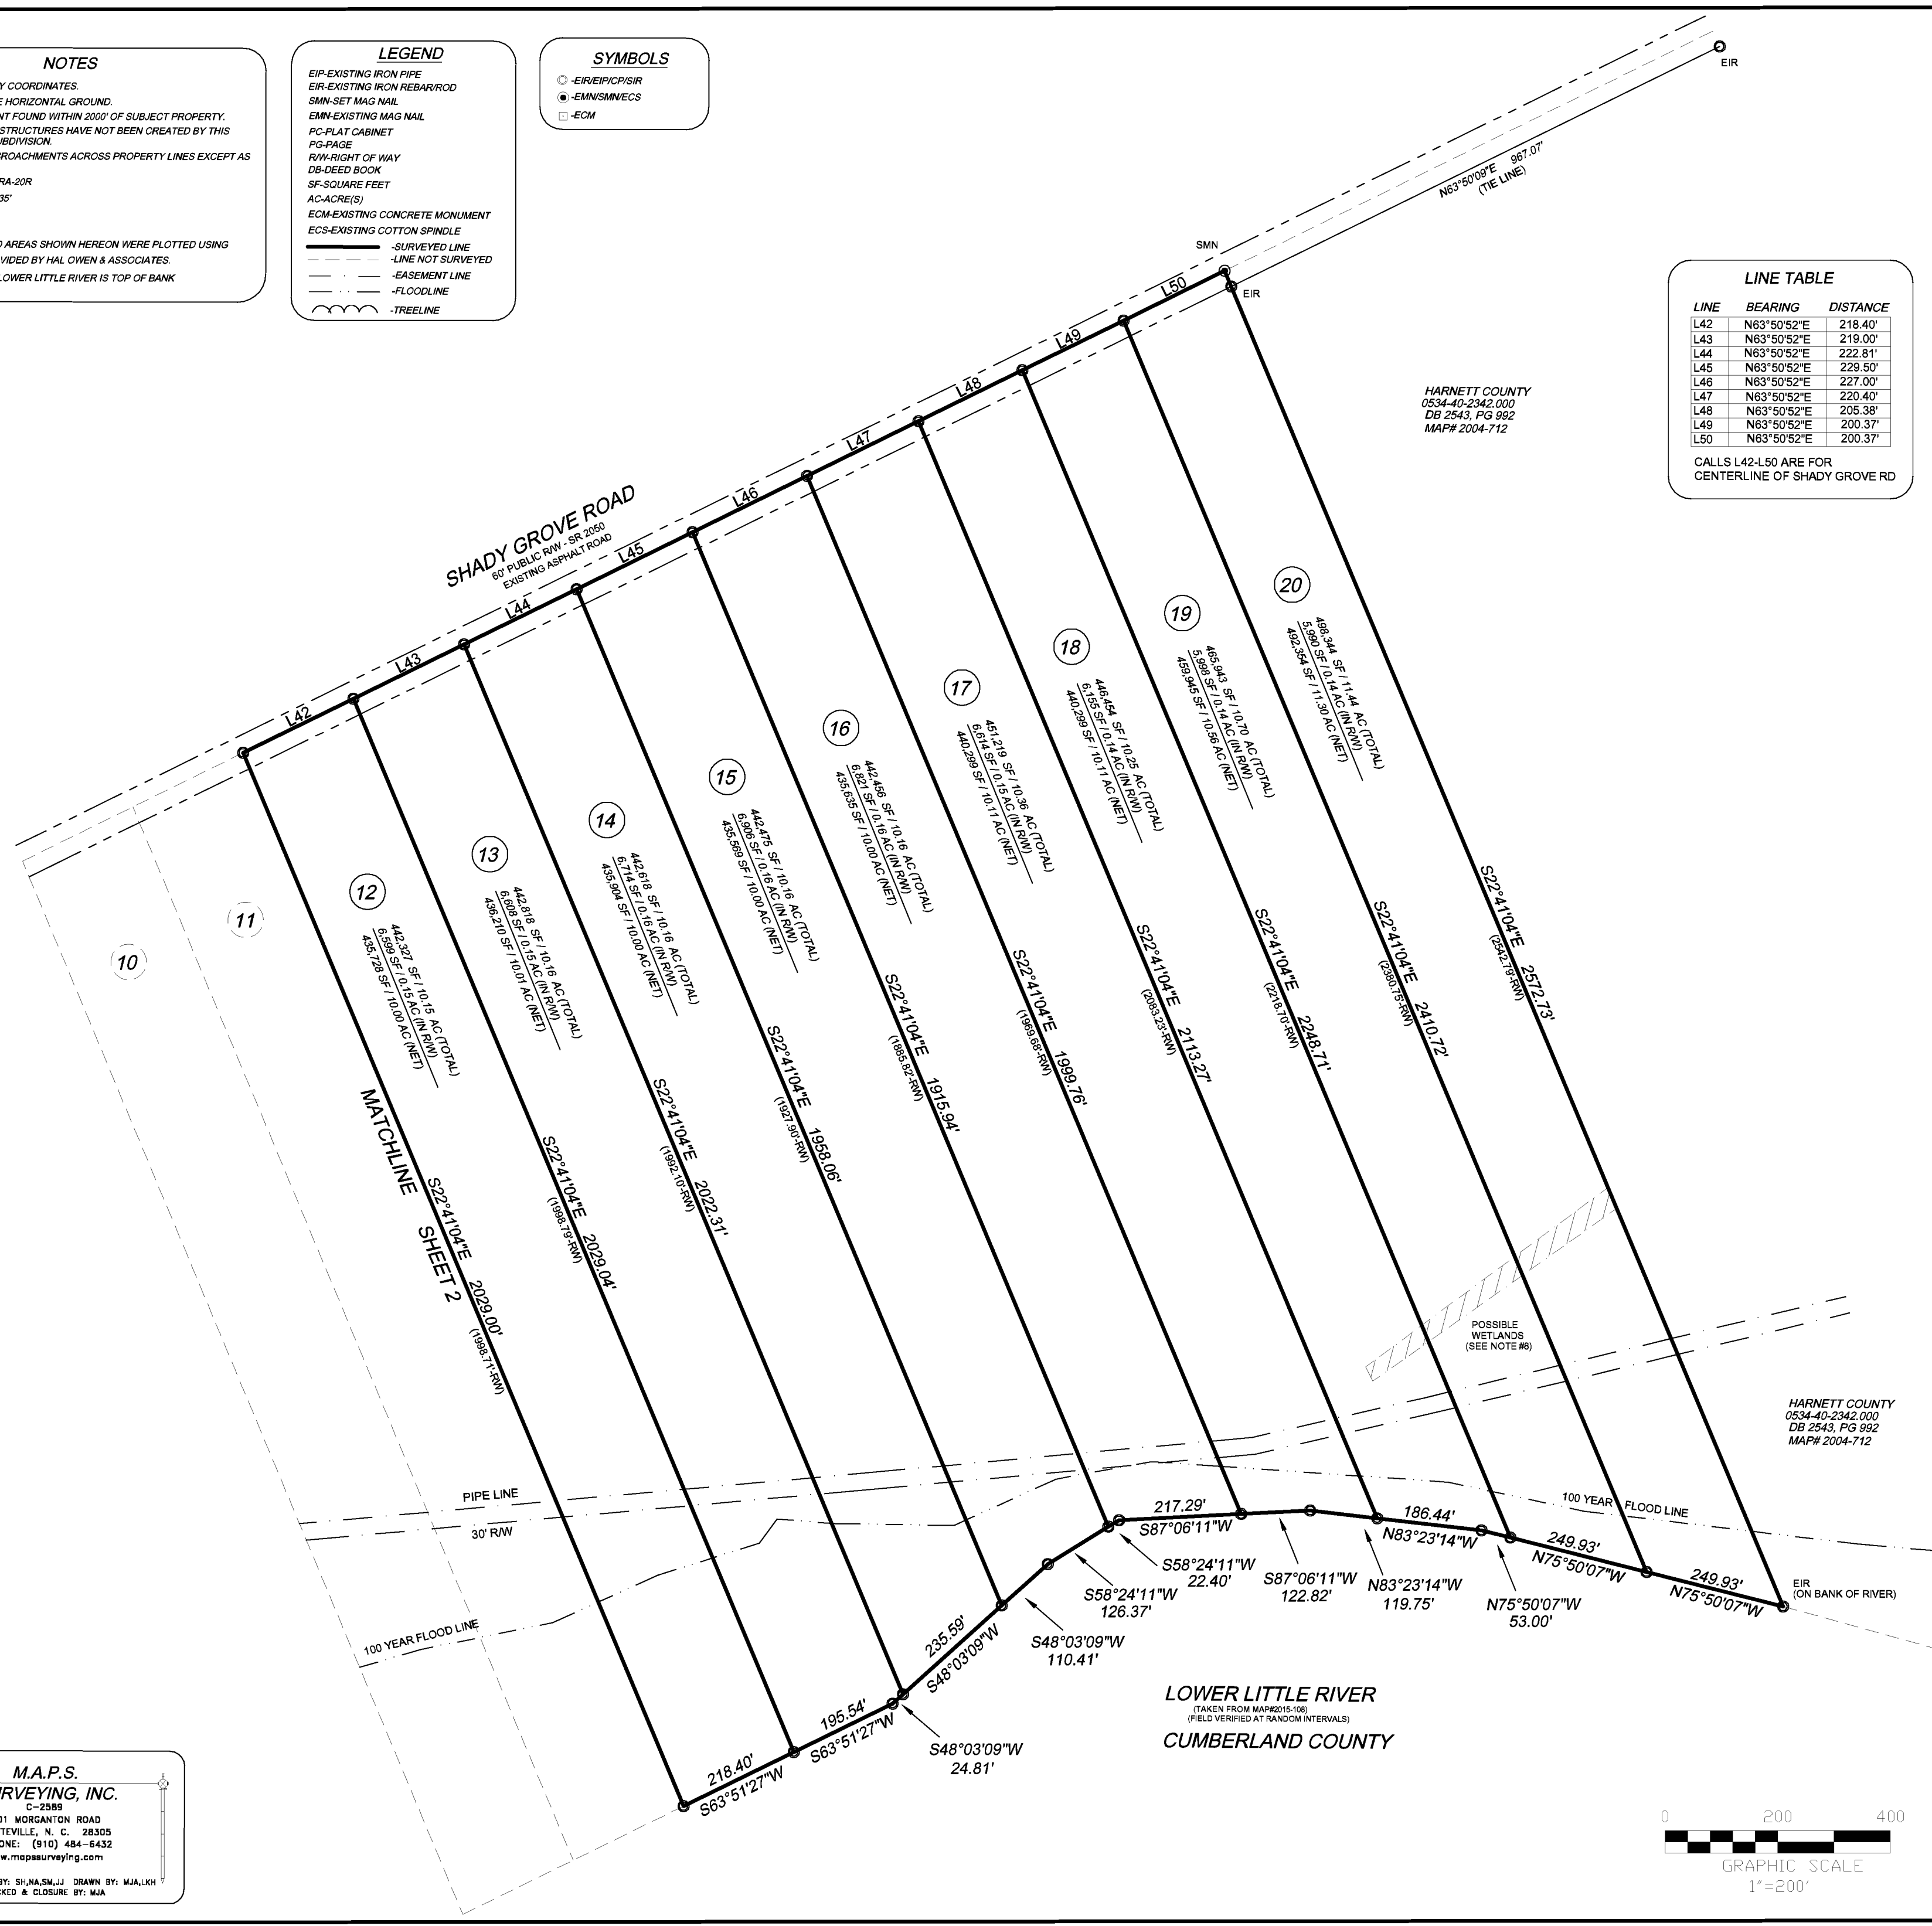 NOTES
Y COORDINATES.
E HORIZONTAL GROUND.
NT FOUND WITHIN 2000' OF SUBJECT PROPERTY.
STRUCTURES HAVE NOT BEEN CREATED BY THIS
UBDIVISION.
ROACHMENTS ACROSS PROPERTY LINES EXCEPT AS
RA-20R
35'
AREAS SHOWN HEREON WERE PLOTTED USING
VIDED BY HAL OWEN & ASSOCIATES.
LOWER LITTLE RIVER IS TOP OF BANK
LEGEND
EIP-EXISTING IRON PIPE
EIR-EXISTING IRON REBAR/ROD
SMN-SET MAG NAIL
EMN-EXISTING MAG NAIL
PC-PLAT CABINET
PG-PAGE
R/W-RIGHT OF WAY
DB-DEED BOOK
SF-SQUARE FEET
AC-ACRE(S)
ECM-EXISTING CONCRETE MONUMENT
ECS-EXISTING COTTON SPINDLE
-SURVEYED LINE
-LINE NOT SURVEYED
-EASEMENT LINE
-FLOODLINE
-TREELINE
SYMBOLS
-EIR/EIP/CP/SIR
-EMN/SMN/ECS
-ECM
EIR
N63°50'09"E 967.07'
(TIE LINE)
SMN
EIR
LINE TABLE
LINE BEARING DISTANCE
L42 N63°50'52"E 218.40'
L43 N63°50'52"E 219.00'
L44 N63°50'52"E 222.81'
L45 N63°50'52"E 229.50'
L46 N63°50'52"E 227.00'
L47 N63°50'52"E 220.40'
L48 N63°50'52"E 205.38'
L49 N63°50'52"E 200.37'
L50 N63°50'52"E 200.37'
CALLS L42-L50 ARE FOR
CENTERLINE OF SHADY GROVE RD
HARNETT COUNTY
0534-40-2342.000
DB 2543, PG 992
MAP# 2004-712
SHADY GROVE ROAD
60' PUBLIC R/W - SR 2050
EXISTING ASPHALT ROAD
L42
L43
L44
L45
L46
L47
L48
L49
L50
10
11
12
442,327 SF / 10.15 AC (TOTAL)
6,599 SF / 0.15 AC (IN R/W)
435,728 SF / 10.00 AC (NET)
13
442,818 SF / 10.16 AC (TOTAL)
6,608 SF / 0.15 AC (IN R/W)
436,210 SF / 10.01 AC (NET)
14
442,618 SF / 10.16 AC (TOTAL)
6,714 SF / 0.16 AC (IN R/W)
435,904 SF / 10.00 AC (NET)
15
442,475 SF / 10.16 AC (TOTAL)
6,906 SF / 0.16 AC (IN R/W)
435,569 SF / 10.00 AC (NET)
16
442,456 SF / 10.16 AC (TOTAL)
6,821 SF / 0.16 AC (IN R/W)
435,635 SF / 10.00 AC (NET)
17
451,219 SF / 10.36 AC (TOTAL)
6,614 SF / 0.15 AC (IN R/W)
440,299 SF / 10.11 AC (NET)
18
446,454 SF / 10.25 AC (TOTAL)
6,155 SF / 0.14 AC (IN R/W)
440,299 SF / 10.11 AC (NET)
19
465,943 SF / 10.70 AC (TOTAL)
5,998 SF / 0.14 AC (IN R/W)
459,945 SF / 10.56 AC (NET)
20
498,344 SF / 11.44 AC (TOTAL)
5,990 SF / 0.14 AC (IN R/W)
492,354 SF / 11.30 AC (NET)
MATCHLINE SHEET 2
S22°41'04"E 2029.00'
(1998.71'-RW)
S22°41'04"E 2029.04'
(1998.79'-RW)
S22°41'04"E 2022.31'
(1992.10'-RW)
S22°41'04"E 1958.06'
(1927.90'-RW)
S22°41'04"E 1915.94'
(1885.82'-RW)
S22°41'04"E 1999.76'
(1969.68'-RW)
S22°41'04"E 2113.27'
(2083.23'-RW)
S22°41'04"E 2248.71'
(2218.70'-RW)
S22°41'04"E 2410.72'
(2380.75'-RW)
S22°41'04"E 2572.73'
(2542.79'-RW)
POSSIBLE
WETLANDS
(SEE NOTE #8)
HARNETT COUNTY
0534-40-2342.000
DB 2543, PG 992
MAP# 2004-712
PIPE LINE
30' R/W
100 YEAR FLOOD LINE
100 YEAR FLOOD LINE
218.40'
S63°51'27"W
195.54'
S63°51'27"W
S48°03'09"W
24.81'
235.59'
S48°03'09"W
S48°03'09"W
110.41'
S58°24'11"W
126.37'
S58°24'11"W
22.40'
217.29'
S87°06'11"W
S87°06'11"W
122.82'
N83°23'14"W
119.75'
186.44'
N83°23'14"W
N75°50'07"W
53.00'
249.93'
N75°50'07"W
249.93'
N75°50'07"W
EIR
(ON BANK OF RIVER)
LOWER LITTLE RIVER
(TAKEN FROM MAP#2015-108)
(FIELD VERIFIED AT RANDOM INTERVALS)
CUMBERLAND COUNTY
M.A.P.S.
RVEYING, INC.
C-2589
01 MORGANTON ROAD
TEVILLE, N. C. 28305
ONE: (910) 484-6432
w.mapssurveying.com
BY: SH,NA,SM,JJ DRAWN BY: MJA,LKH
CKED & CLOSURE BY: MJA
0 200 400
GRAPHIC SCALE
1"=200'